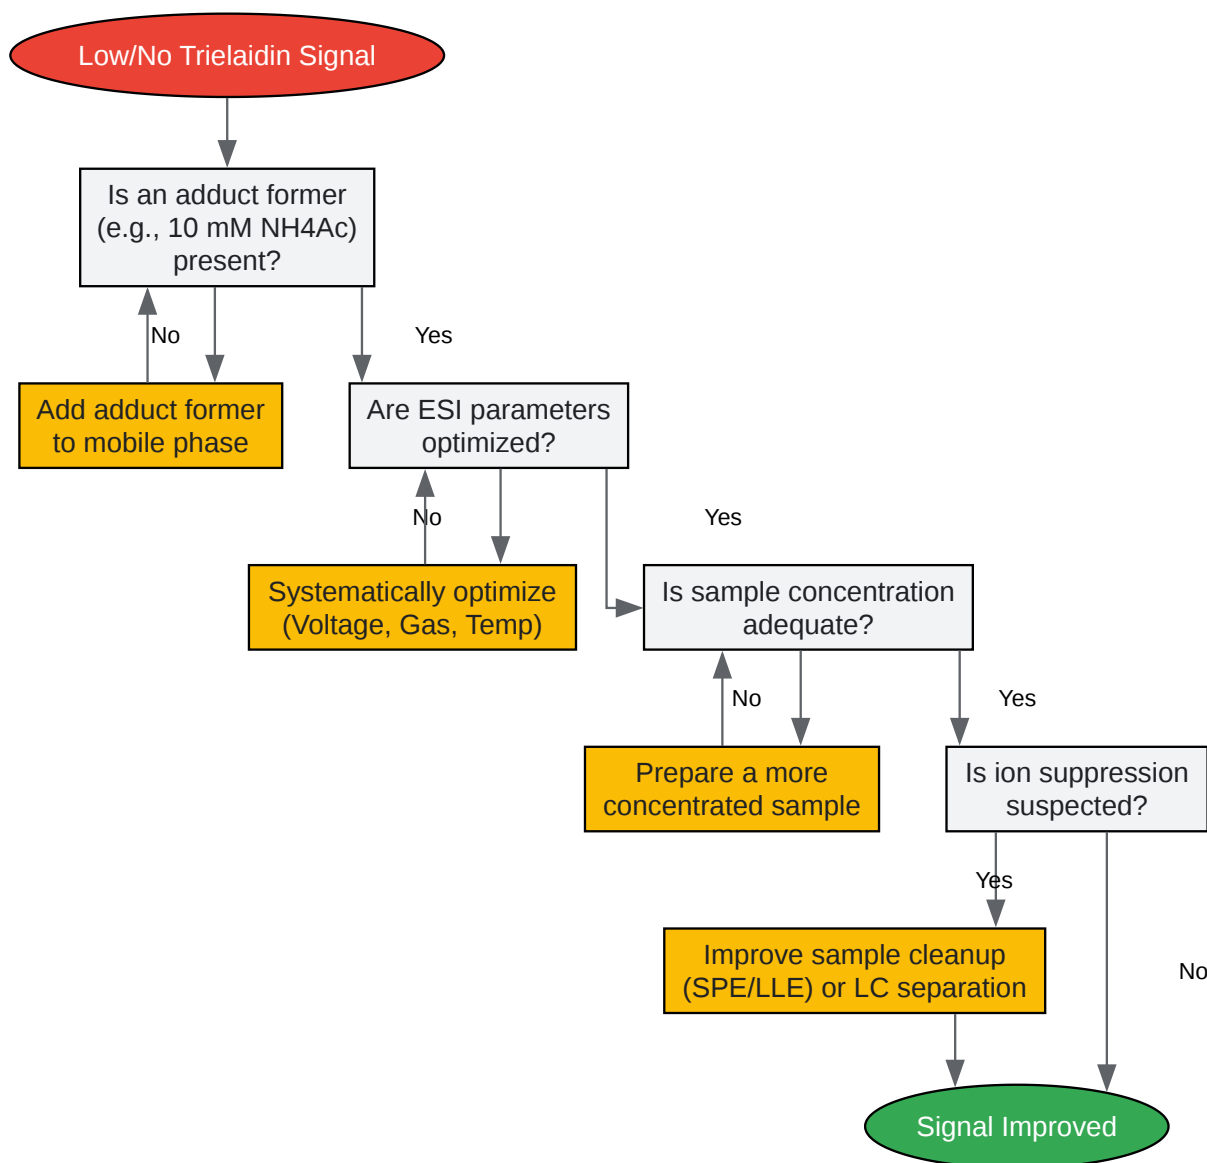 Low/No Trielaidin Signal
Is an adduct former
(e.g., 10 mM NH4Ac)
present?
No
Yes
Add adduct former
to mobile phase
Are ESI parameters
optimized?
No
Yes
Systematically optimize
(Voltage, Gas, Temp)
Is sample concentration
adequate?
No
Yes
Prepare a more
concentrated sample
Is ion suppression
suspected?
Yes
Improve sample cleanup
(SPE/LLE) or LC separation
No
Signal Improved